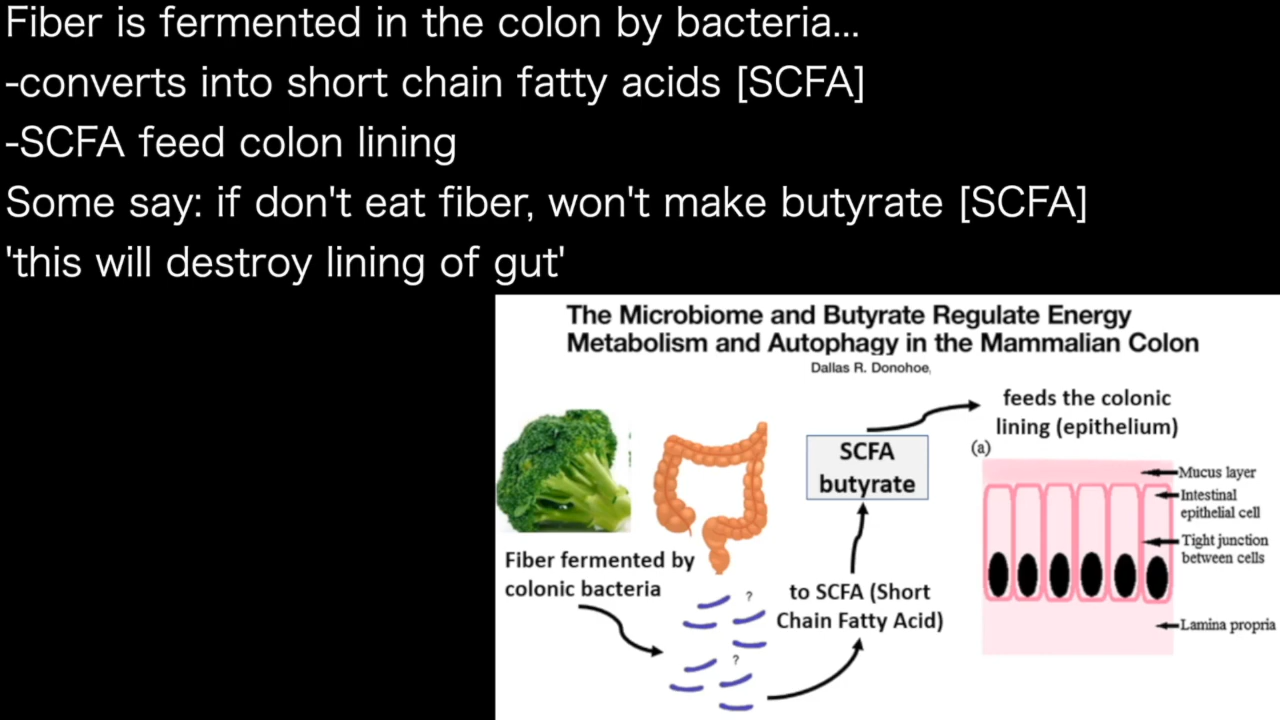 Fiber is fermented in the colon by bacteria...
-converts into short chain fatty acids [SCFA]
-SCFA feed colon lining
Some say: if don't eat fiber, won't make butyrate [SCFA]
'this will destroy lining of gut'
The Microbiome and Butyrate Regulate Energy
Metabolism and Autophagy in the Mammalian Colon
Dallas R. Donohoe,
Fiber fermented by
colonic bacteria
?
?
to SCFA (Short
Chain Fatty Acid)
SCFA
butyrate
feeds the colonic
lining (epithelium)
(a)
Mucus layer
Intestinal
epithelial cell
Tight junction
between cells
Lamina propria